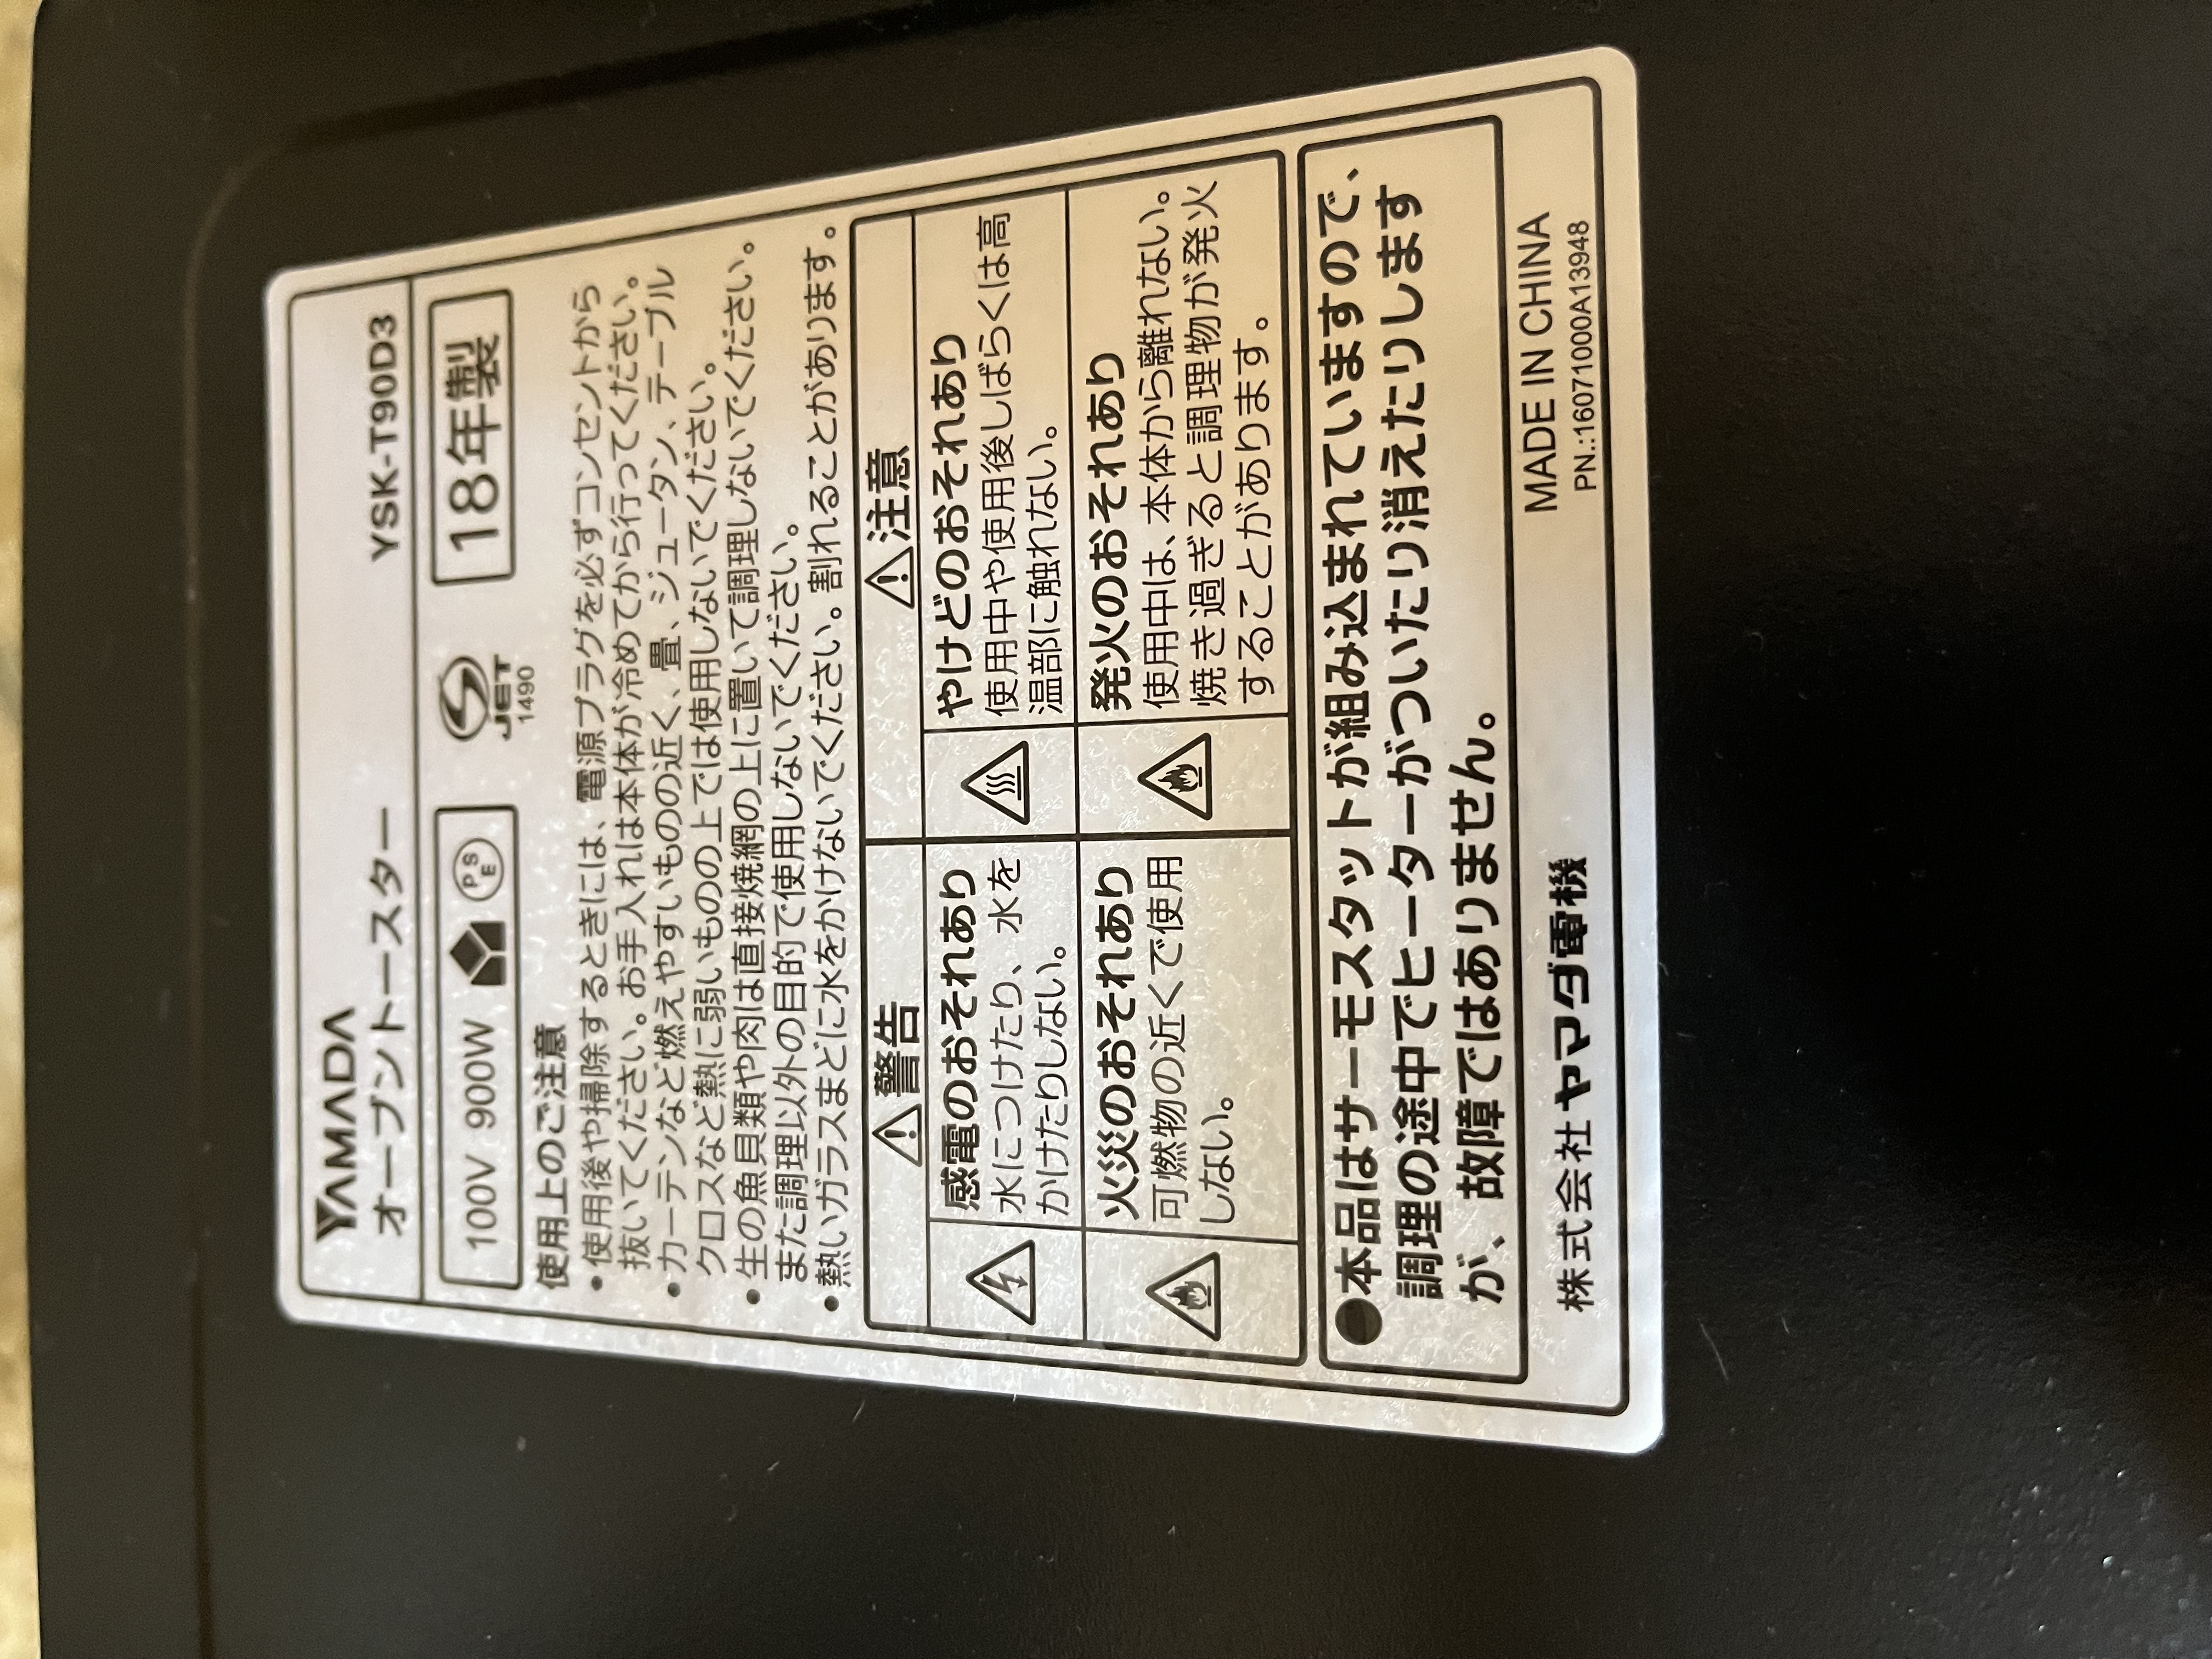 YAMADA
オーブントースター YSK-T90D3
100V 900W PSE JET 1490 18年製
使用上のご注意
●使用後や掃除するときには、電源プラグを必ずコンセントから
抜いてください。お手入れは本体が冷めてから行ってください。
●カーテンなど燃えやすいものの近く、畳、ジュータン、テーブル
クロスなど熱に弱いものの上では使用しないでください。
●生の魚貝類や肉は直接焼網の上に置いて調理しないでください。
また調理以外の目的で使用しないでください。
●熱いガラスまどに水をかけないでください。割れることがあります。
⚠警告
感電のおそれあり
水につけたり、水を
かけたりしない。
火災のおそれあり
可燃物の近くで使用
しない。
⚠注意
やけどのおそれあり
使用中や使用後しばらくは高
温部に触れない。
発火のおそれあり
使用中は、本体から離れない。
焼き過ぎると調理物が発火
することがあります。
●本品はサーモスタットが組み込まれていますので、
調理の途中でヒーターがついたり消えたりします
が、故障ではありません。
株式会社ヤマダ電機 MADE IN CHINA
PN.:16071000A13948